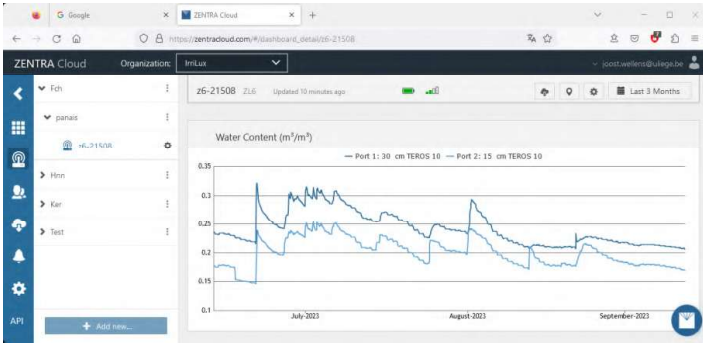 Google
ZENTRA Cloud
https://zentracloud.com/#/dashboard_detail/z6-21508
ZENTRA Cloud Organization: IrriLux joost.wellens@uliege.be
Fch
panais
z6-21508
Hnn
Ker
Test
+ Add new...
API
z6-21508 ZL6 Updated 10 minutes ago Last 3 Months
Water Content (m³/m³)
Port 1: 30 cm TEROS 10 Port 2: 15 cm TEROS 10
0.35
0.3
0.25
0.2
0.15
0.1
July-2023 August-2023 September-2023